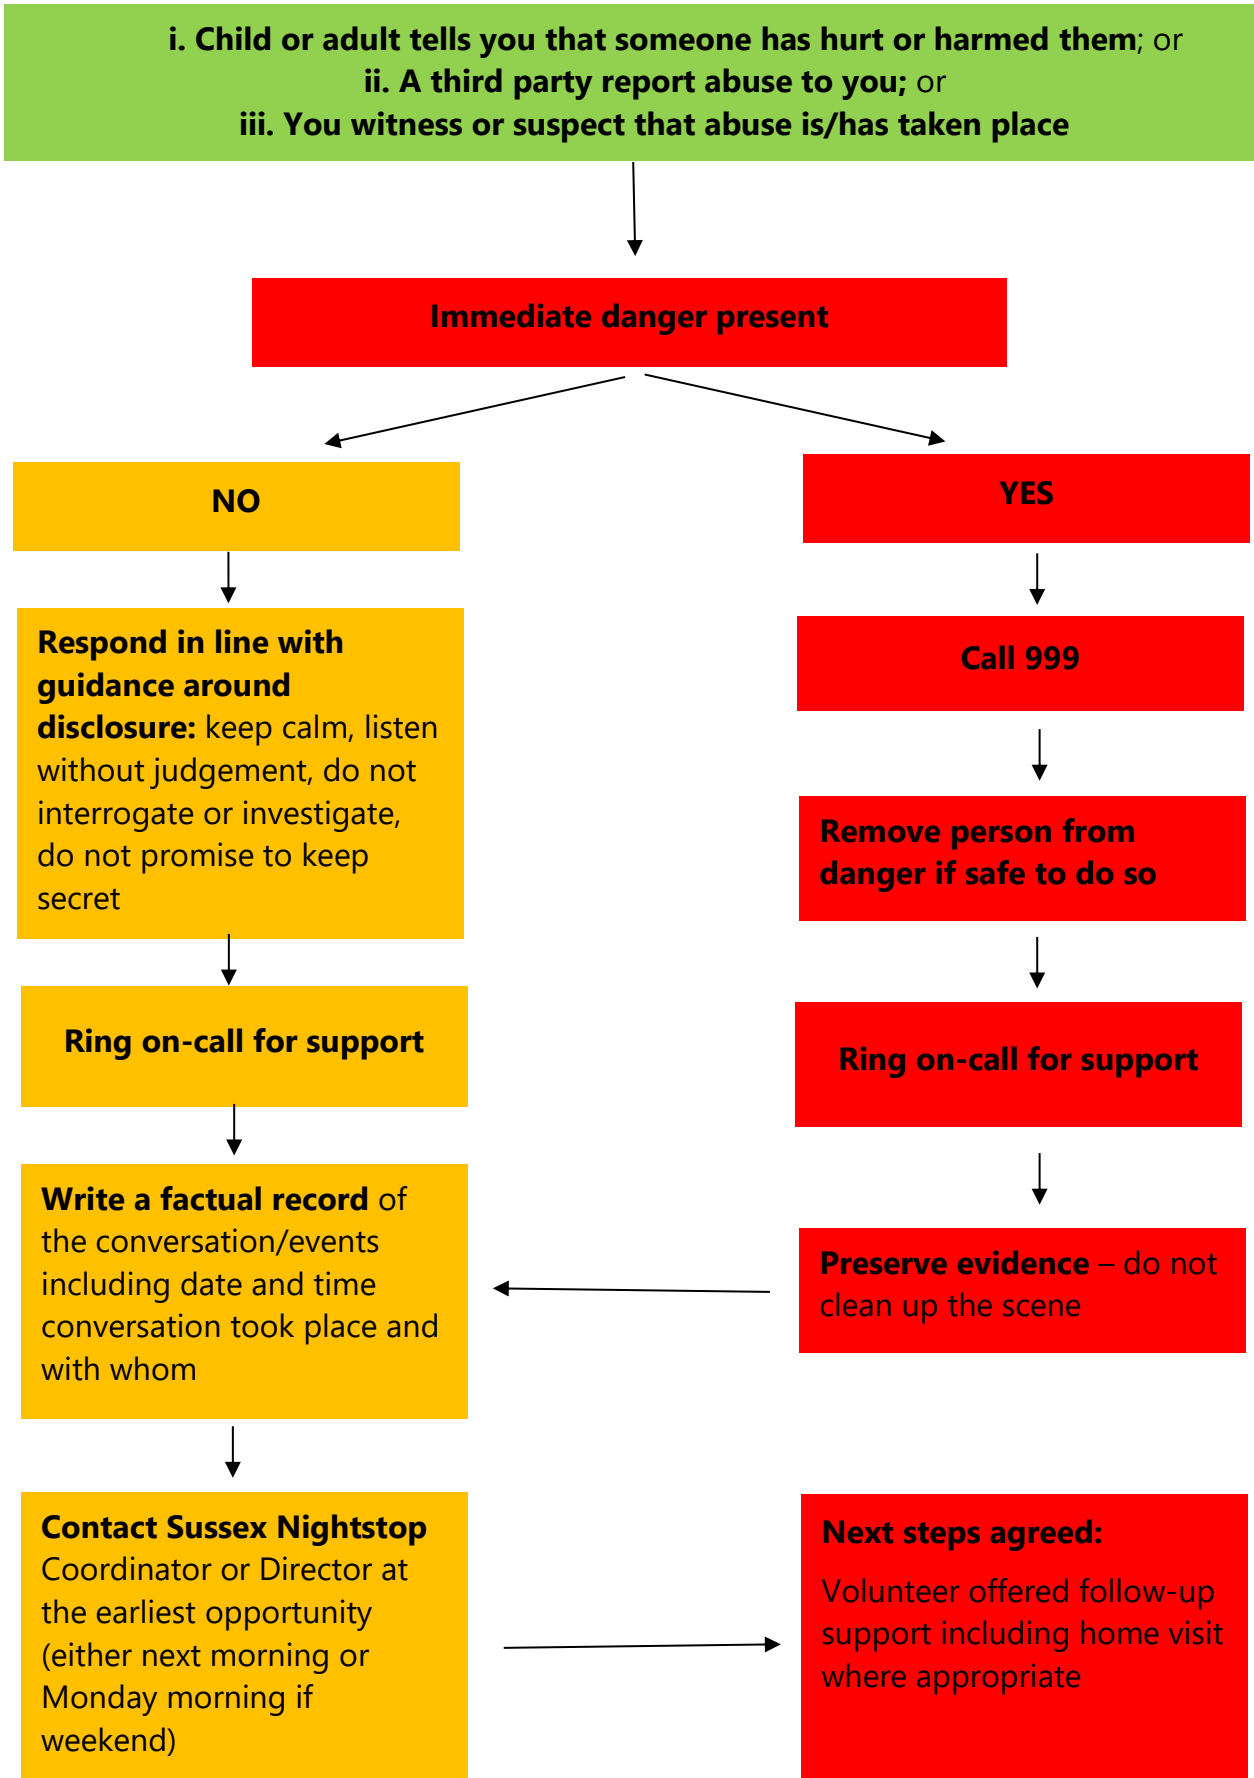 i. Child or adult tells you that someone has hurt or harmed them; or
ii. A third party report abuse to you; or
iii. You witness or suspect that abuse is/has taken place
Immediate danger present
NO
YES
Respond in line with
guidance around
disclosure: keep calm, listen
without judgement, do not
interrogate or investigate,
do not promise to keep
secret
Call 999
Remove person from
danger if safe to do so
Ring on-call for support
Ring on-call for support
Write a factual record of
the conversation/events
including date and time
conversation took place and
with whom
Preserve evidence – do not
clean up the scene
Contact Sussex Nightstop
Coordinator or Director at
the earliest opportunity
(either next morning or
Monday morning if
weekend)
Next steps agreed:
Volunteer offered follow-up
support including home visit
where appropriate